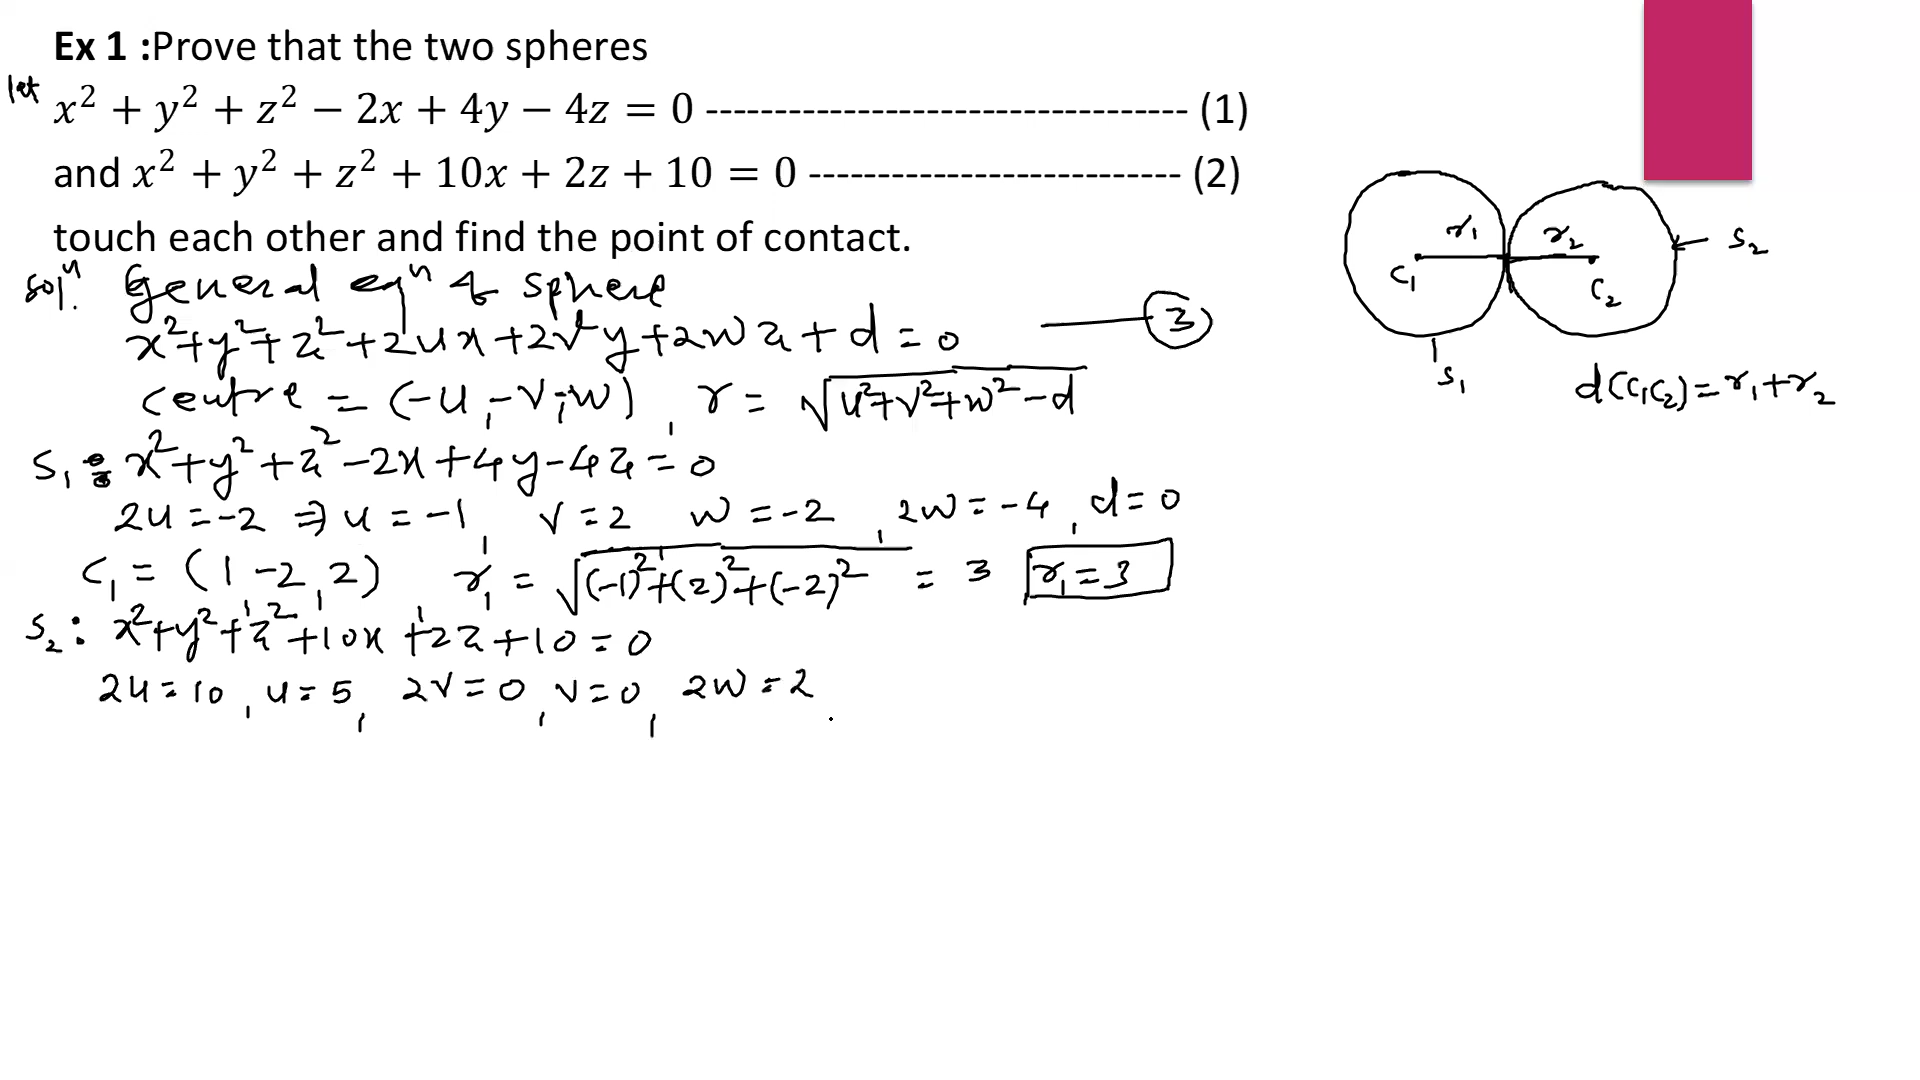 Ex 1 :Prove that the two spheres
let x² + y² + z² − 2x + 4y − 4z = 0 ----------------------------------- (1)
and x² + y² + z² + 10x + 2z + 10 = 0 --------------------------- (2)
touch each other and find the point of contact.
Solⁿ. General eqⁿ of sphere
x²+y²+z²+2ux+2vy+2wz+d=0 —— ③
centre = (-u,-v,-w), r = √(u²+v²+w²-d)
S₁ : x²+y²+z²-2x+4y-4z=0
2u=-2 ⇒ u=-1, v=2 w=-2, 2w=-4, d=0
C₁ = (1,-2,2) r₁ = √((-1)²+(2)²+(-2)²) = 3 r₁=3
S₂ : x²+y²+z²+10x+2z+10=0
2u=10, u=5, 2v=0, v=0, 2w=2
r₁ r₂
C₁ C₂
S₂
S₁
d(C₁C₂)=r₁+r₂